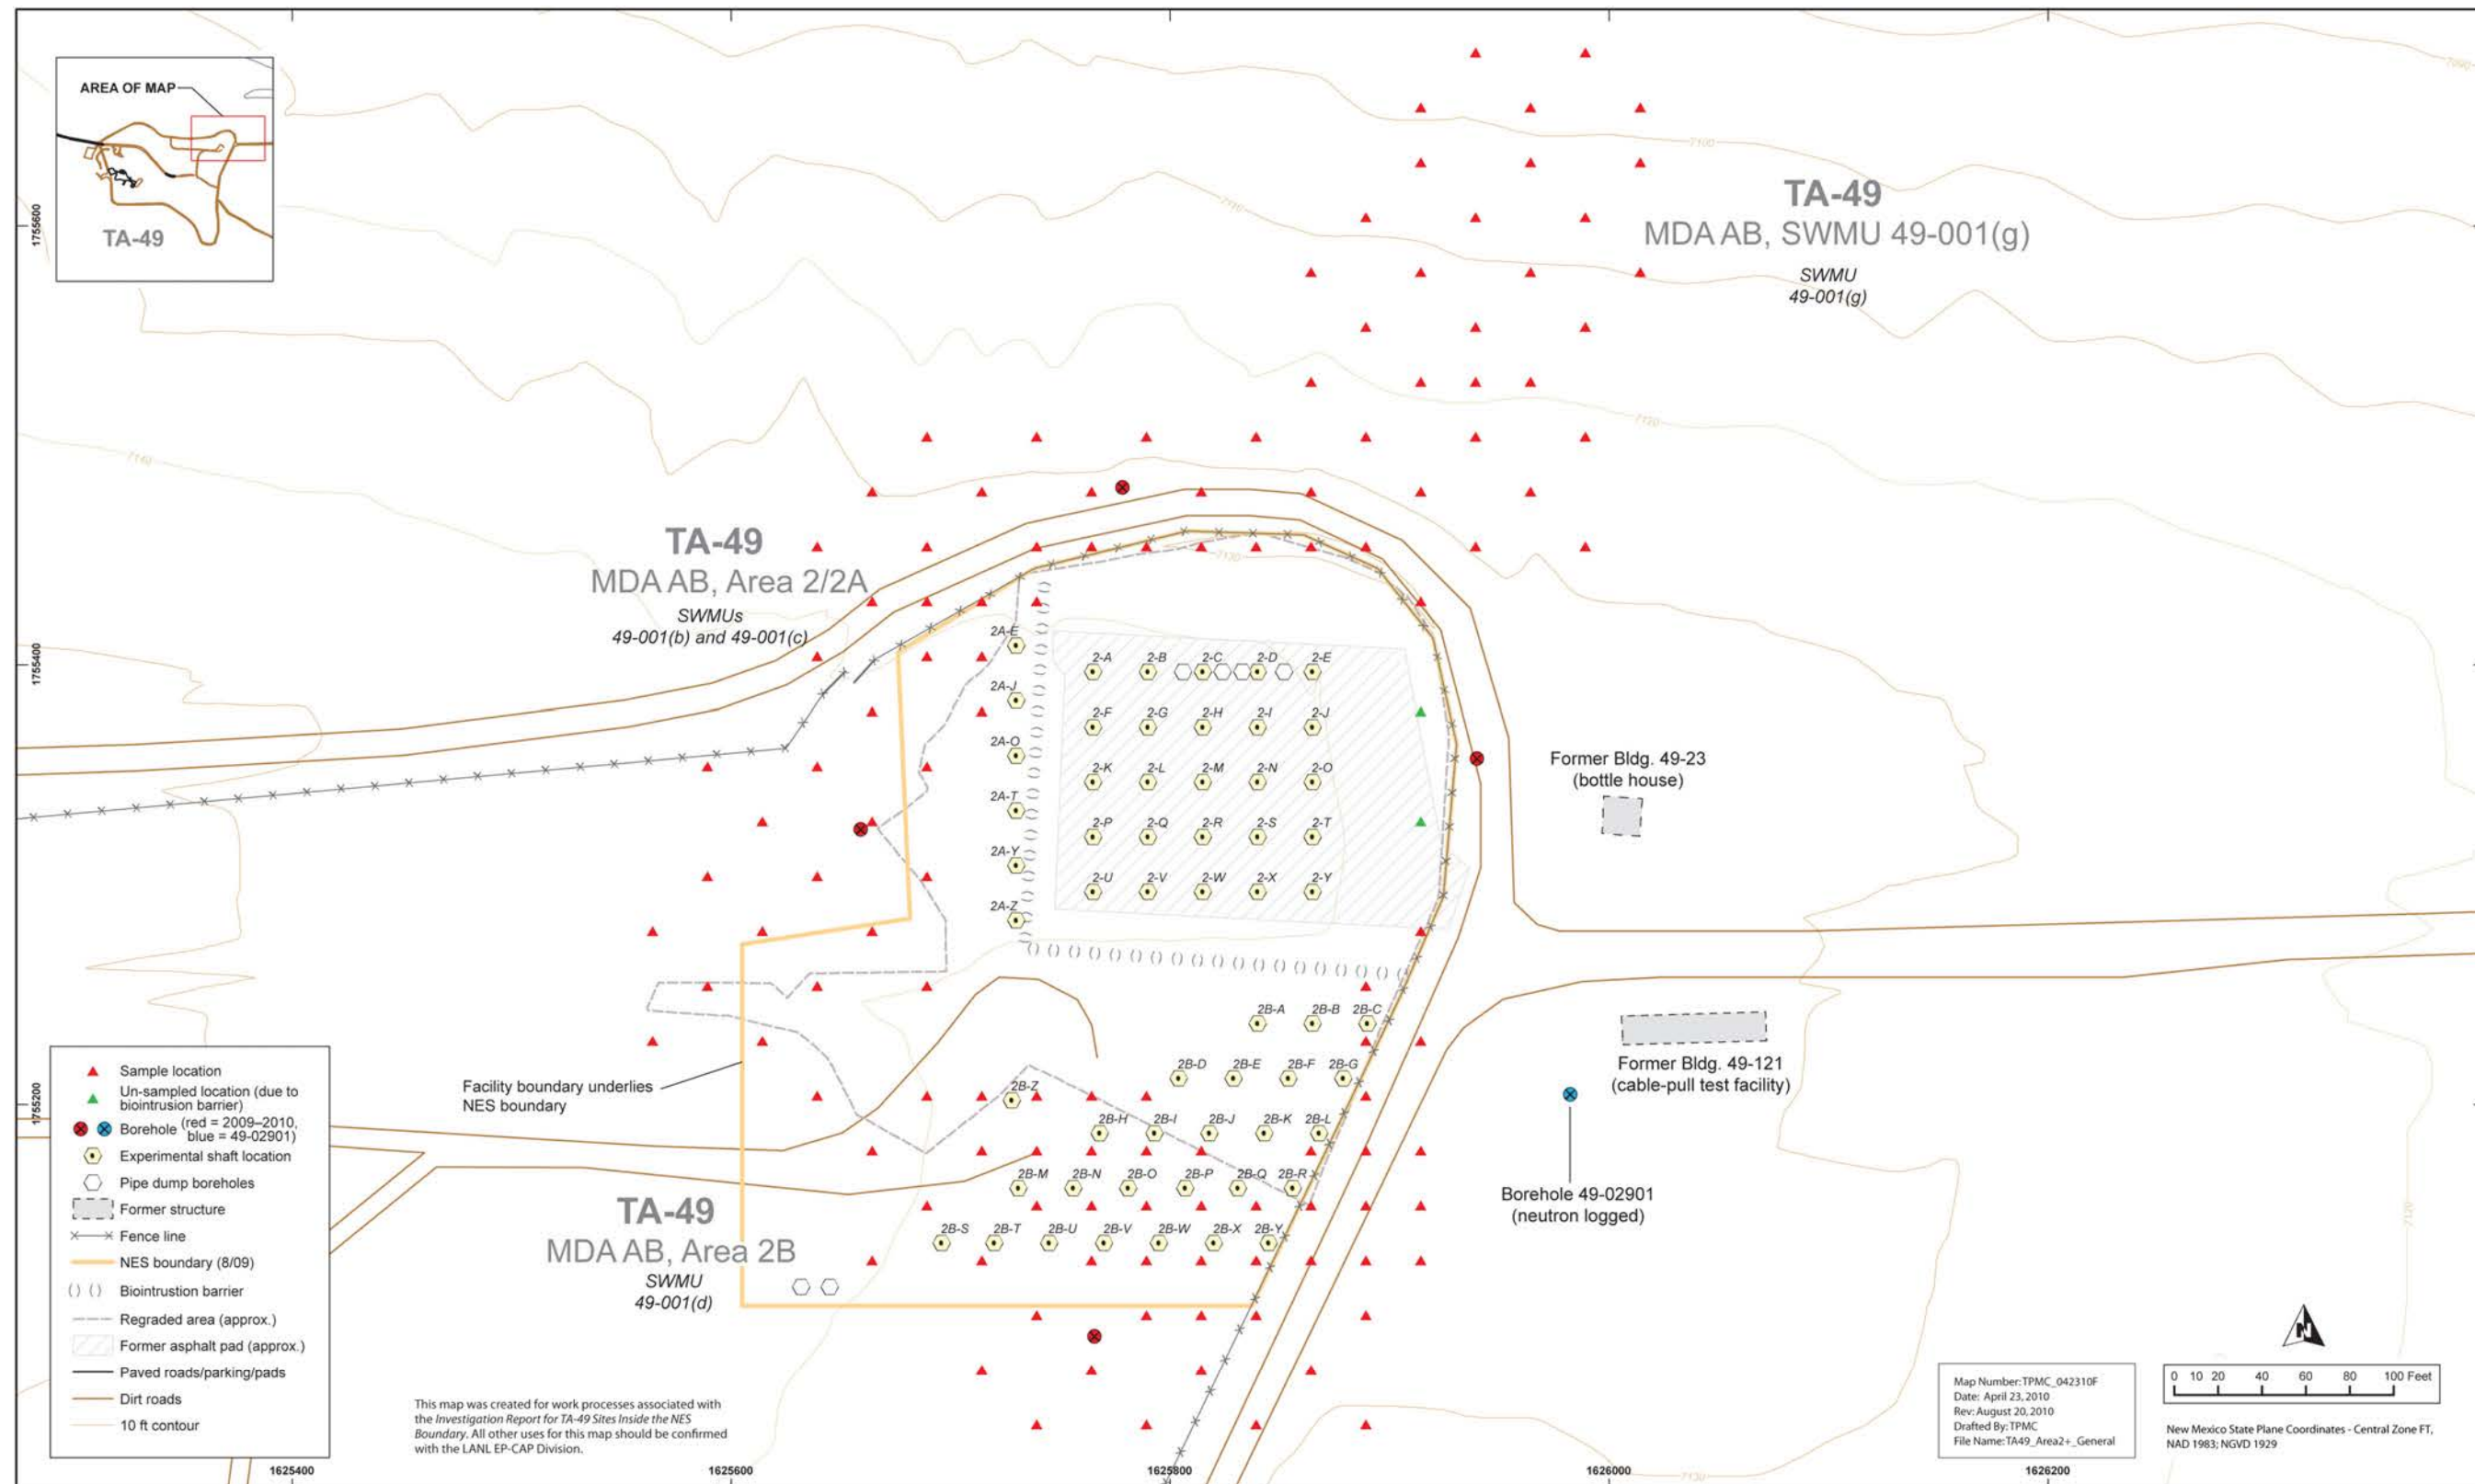 AREA OF MAP
TA-49
1755600
1755400
1755200
7090
7100
7110
7120
7140
7130
TA-49
MDA AB, SWMU 49-001(g)
SWMU
49-001(g)
TA-49
MDA AB, Area 2/2A
SWMUs
49-001(b) and 49-001(c)
2A-E
2A-J
2A-O
2A-T
2A-Y
2A-Z
2-A 2-B 2-C 2-D 2-E
2-F 2-G 2-H 2-I 2-J
2-K 2-L 2-M 2-N 2-O
2-P 2-Q 2-R 2-S 2-T
2-U 2-V 2-W 2-X 2-Y
Former Bldg. 49-23
(bottle house)
2B-A 2B-B 2B-C
2B-D 2B-E 2B-F 2B-G
2B-Z
2B-H 2B-I 2B-J 2B-K 2B-L
2B-M 2B-N 2B-O 2B-P 2B-Q 2B-R
2B-S 2B-T 2B-U 2B-V 2B-W 2B-X 2B-Y
Former Bldg. 49-121
(cable-pull test facility)
Borehole 49-02901
(neutron logged)
7120
7130
Facility boundary underlies
NES boundary
TA-49
MDA AB, Area 2B
SWMU
49-001(d)
Sample location
Un-sampled location (due to
biointrusion barrier)
Borehole (red = 2009–2010,
blue = 49-02901)
Experimental shaft location
Pipe dump boreholes
Former structure
Fence line
NES boundary (8/09)
Biointrustion barrier
Regraded area (approx.)
Former asphalt pad (approx.)
Paved roads/parking/pads
Dirt roads
10 ft contour
This map was created for work processes associated with
the Investigation Report for TA-49 Sites Inside the NES
Boundary. All other uses for this map should be confirmed
with the LANL EP-CAP Division.
N
Map Number: TPMC_042310F
Date: April 23, 2010
Rev: August 20, 2010
Drafted By: TPMC
File Name: TA49_Area2+_General
0 10 20 40 60 80 100 Feet
New Mexico State Plane Coordinates - Central Zone FT,
NAD 1983; NGVD 1929
1625400
1625600
1625800
1626000
1626200